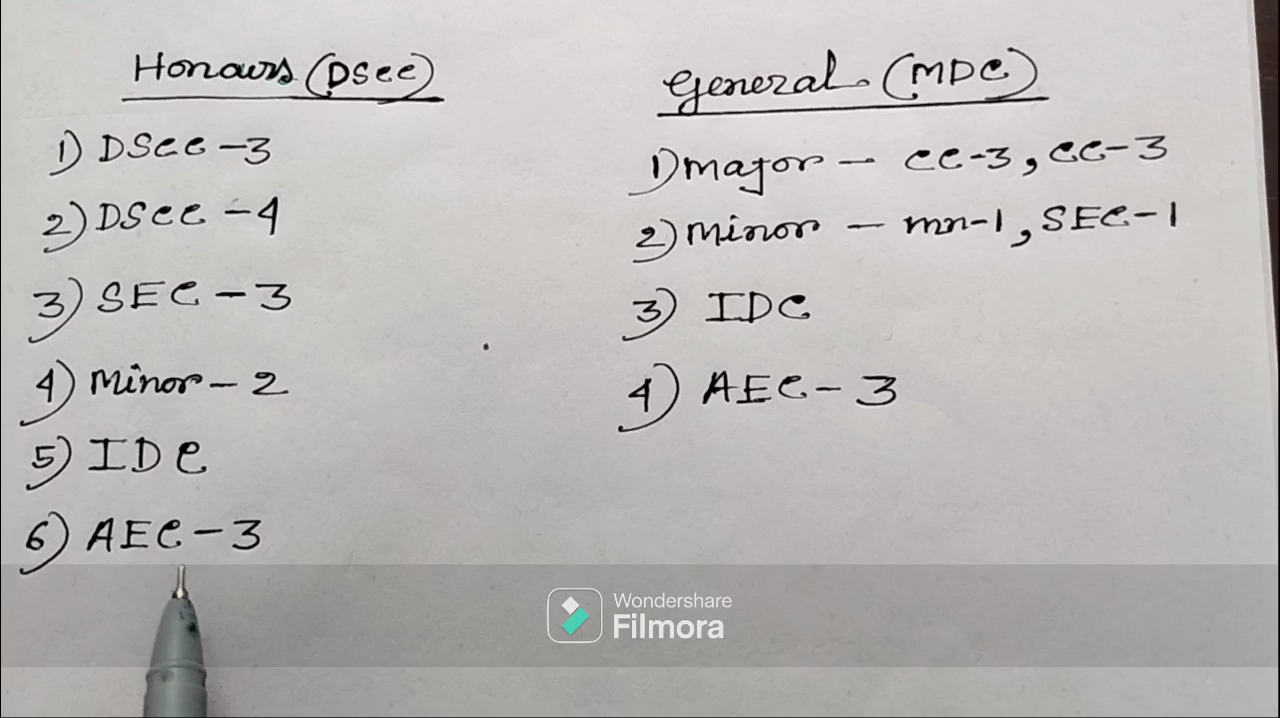 Honours (DSCC)
1) DSCC - 3
2) DSCC - 4
3) SEC - 3
4) Minor - 2
5) IDC
6) AEC - 3
General (MDC)
1) Major - CC-3, CC-3
2) Minor - mn-1, SEC-1
3) IDC
4) AEC - 3
Wondershare
Filmora